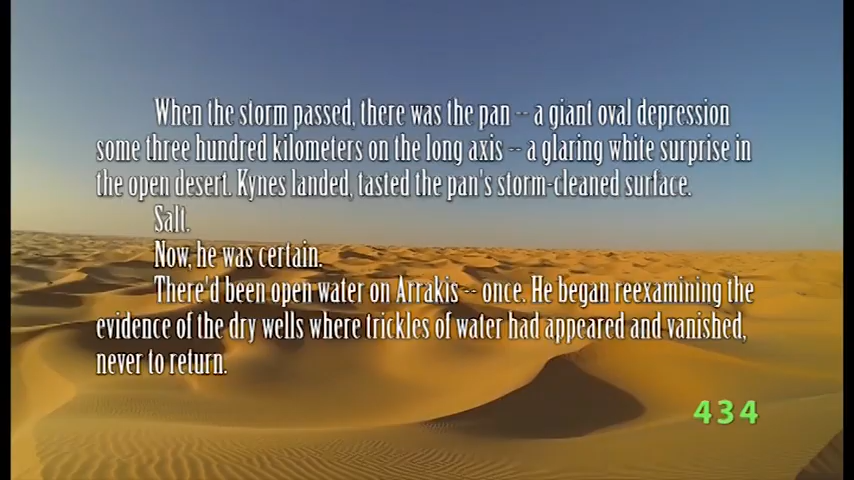 When the storm passed, there was the pan -- a giant oval depression
some three hundred kilometers on the long axis -- a glaring white surprise in
the open desert. Kynes landed, tasted the pan's storm-cleaned surface.
Salt.
Now, he was certain.
There'd been open water on Arrakis -- once. He began reexamining the
evidence of the dry wells where trickles of water had appeared and vanished,
never to return.
434